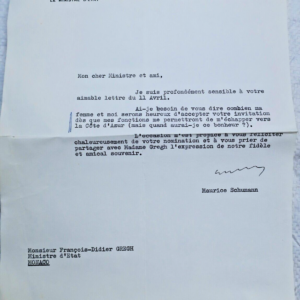 Mon cher Ministre et ami,
Je suis profondément sensible à votre
aimable lettre du 11 Avril.
Ai-je besoin de vous dire combien ma
femme et moi serons heureux d'accepter votre invitation
dès que mes fonctions me permettront de m'échapper vers
la Côte d'Azur (mais quand aurai-je ce bonheur ?).
L'occasion m'est propice à vous féliciter
chaleureusement de votre nomination et à vous prier de
partager avec Madame Gregh l'expression de notre fidèle
et amical souvenir.
Maurice Schumann
Monsieur François-Didier GREGH
Ministre d'Etat
MONACO